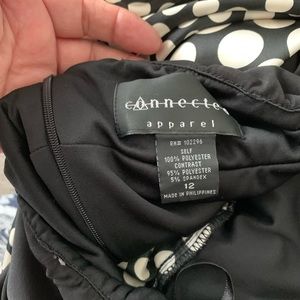 connected
apparel
RN# 102296
SELF
100% POLYESTER
CONTRAST
95% POLYESTER
5% SPANDEX
12
MADE IN PHILIPPINES